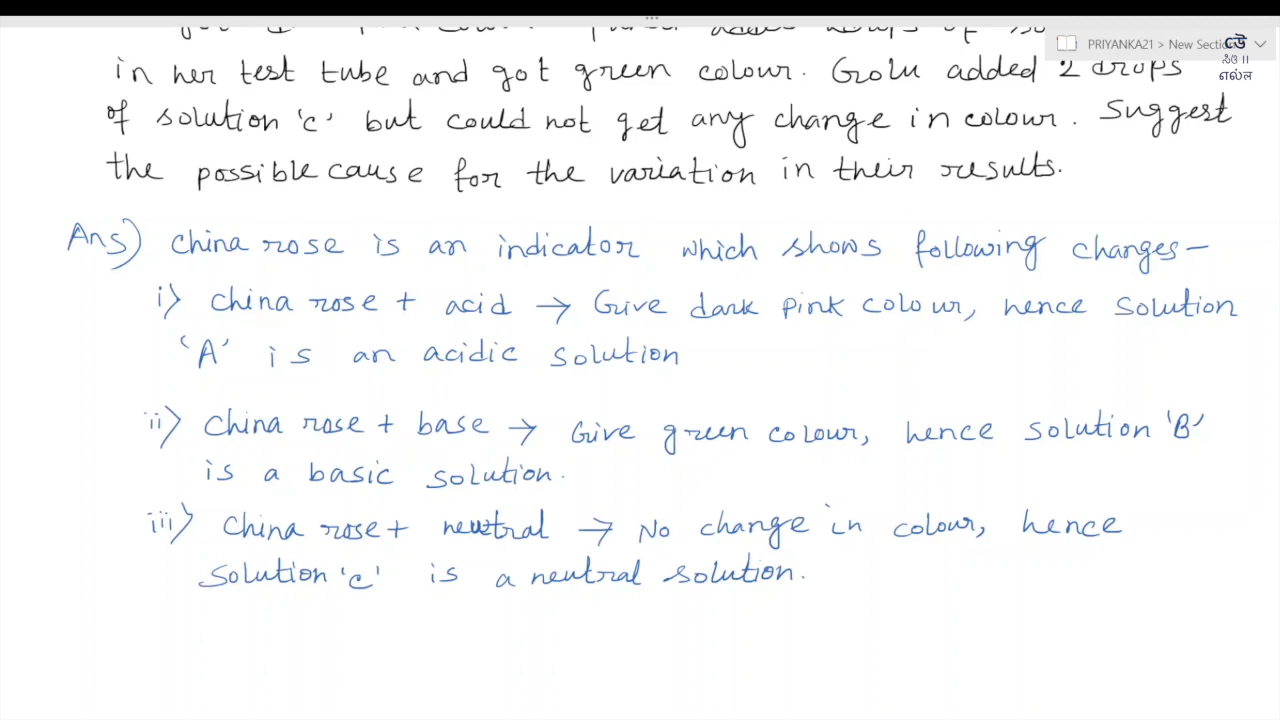 PRIYANKA21 > New Section
in her test tube and got green colour. Golu added 2 drops
of solution 'c' but could not get any change in colour. Suggest
the possible cause for the variation in their results.
Ans) China rose is an indicator which shows following changes-
i) China rose + acid → Give dark pink colour, hence solution
'A' is an acidic solution
ii) China rose + base → Give green colour, hence solution 'B'
is a basic solution.
iii) China rose + neutral → No change in colour, hence
solution 'c' is a neutral solution.